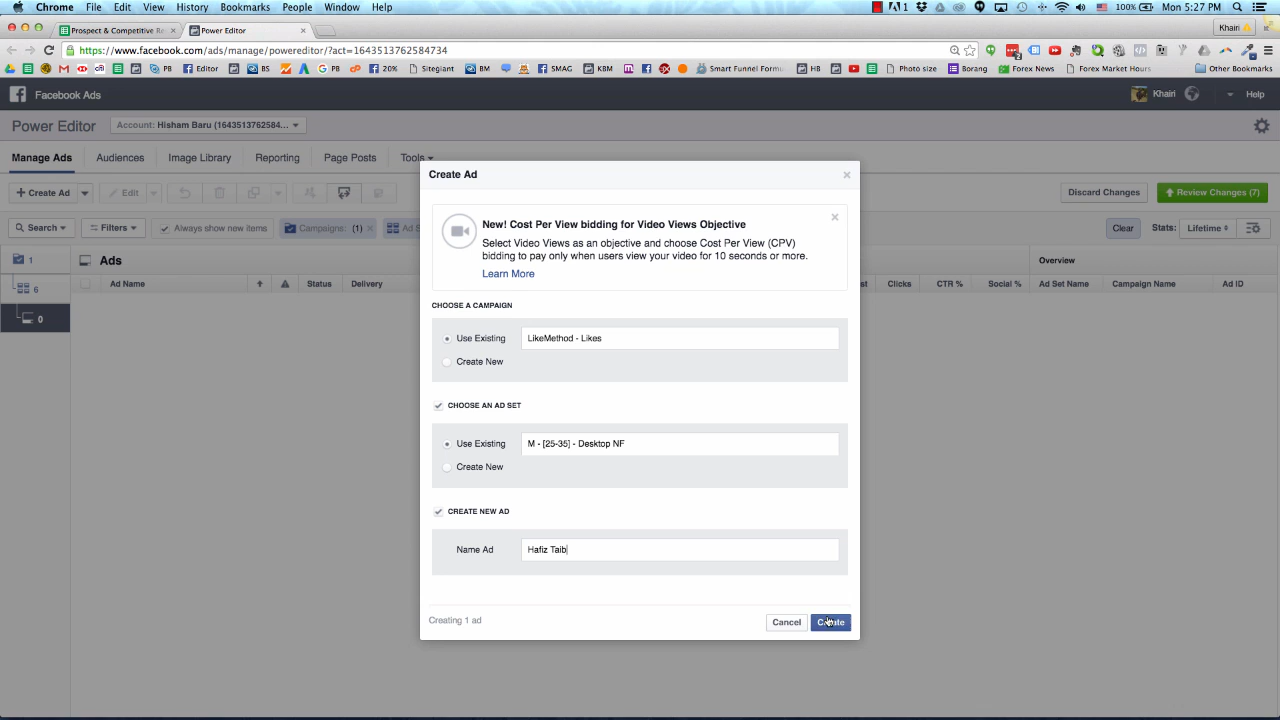 Chrome File Edit View History Bookmarks People Window Help 1 100% Mon 5:27 PM
Prospect & Competitive Re × Power Editor × Khairi
https://www.facebook.com/ads/manage/powereditor/?act=1643513762584734
PB Editor BS PB 20% Sitegiant BM SMAG KBM HB Photo size Borang Forex News Forex Market Hours Other Bookmarks
Facebook Ads Khairi Help
Power Editor Account: Hisham Baru (1643513762584...
Manage Ads Audiences Image Library Reporting Page Posts Tools
+ Create Ad Edit Discard Changes Review Changes (7)
Search Filters Always show new items Campaigns: (1) × Ad S Clear Stats: Lifetime
1 Ads Overview
Ad Name Status Delivery st Clicks CTR % Social % Ad Set Name Campaign Name Ad ID
6
0
Create Ad ×
New! Cost Per View bidding for Video Views Objective ×
Select Video Views as an objective and choose Cost Per View (CPV)
bidding to pay only when users view your video for 10 seconds or more.
Learn More
CHOOSE A CAMPAIGN
Use Existing LikeMethod - Likes
Create New
CHOOSE AN AD SET
Use Existing M - [25-35] - Desktop NF
Create New
CREATE NEW AD
Name Ad Hafiz Taib
Creating 1 ad Cancel Create